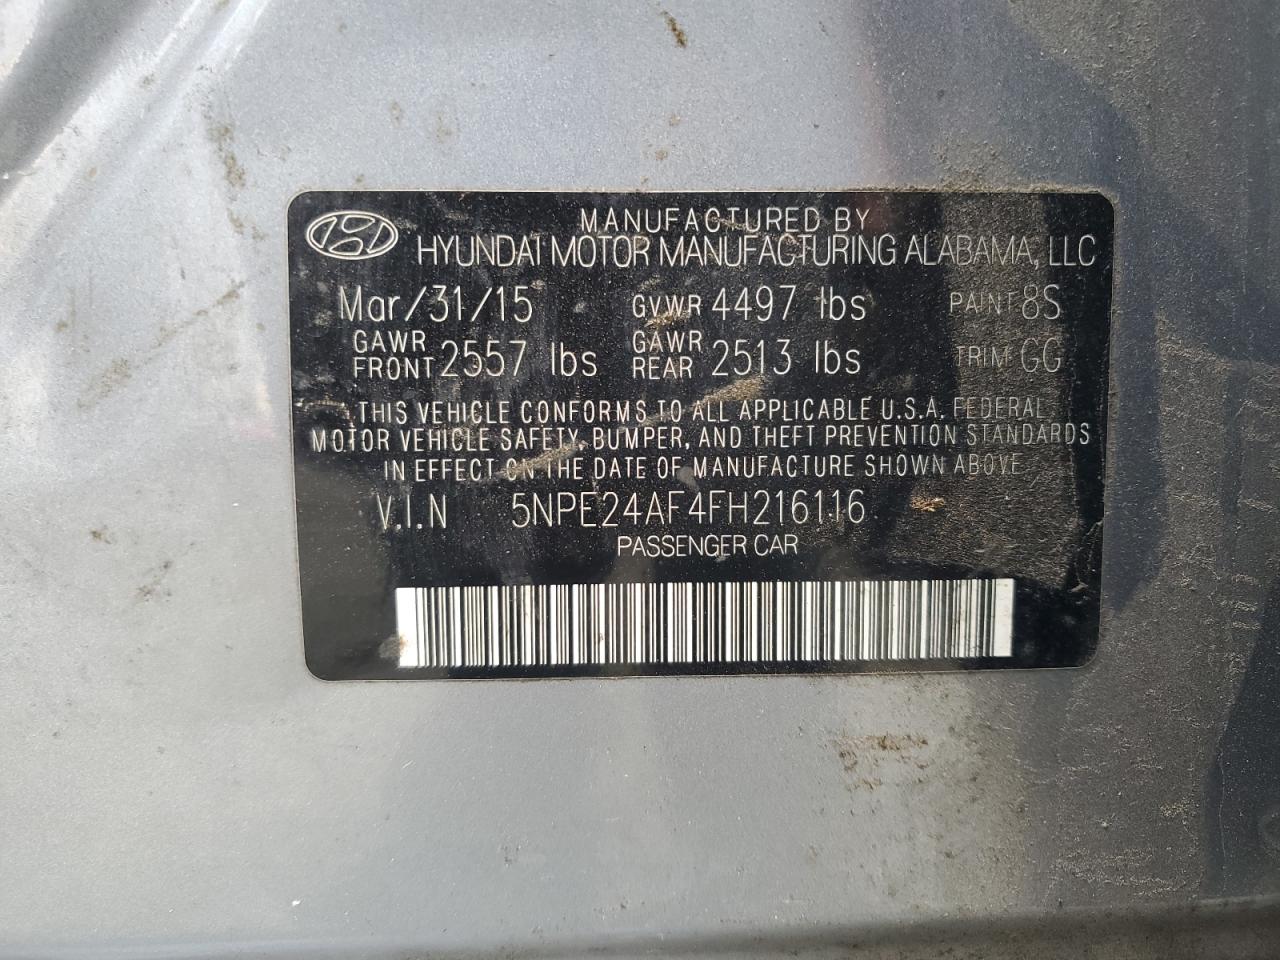 MANUFACTURED BY
HYUNDAI MOTOR MANUFACTURING ALABAMA, LLC
Mar/31/15 GVWR 4497 lbs PAINT 8S
GAWR FRONT 2557 lbs GAWR REAR 2513 lbs TRIM GG
THIS VEHICLE CONFORMS TO ALL APPLICABLE U.S.A. FEDERAL
MOTOR VEHICLE SAFETY, BUMPER, AND THEFT PREVENTION STANDARDS
IN EFFECT ON THE DATE OF MANUFACTURE SHOWN ABOVE
V.I.N 5NPE24AF4FH216116
PASSENGER CAR